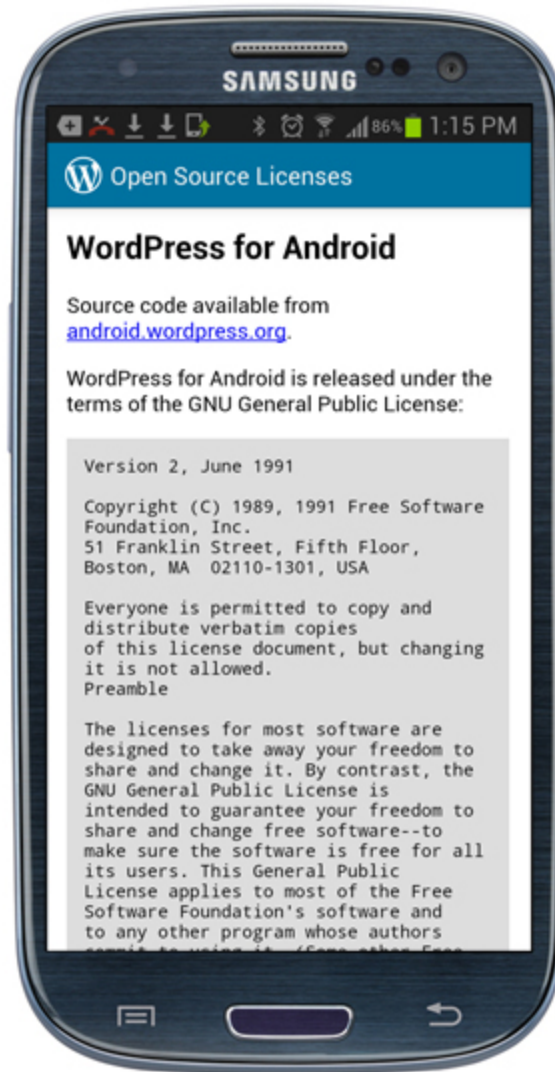 SAMSUNG
86% 1:15 PM
Open Source Licenses
WordPress for Android
Source code available from
android.wordpress.org.
WordPress for Android is released under the
terms of the GNU General Public License:
Version 2, June 1991
Copyright (C) 1989, 1991 Free Software
Foundation, Inc.
51 Franklin Street, Fifth Floor,
Boston, MA  02110-1301, USA
Everyone is permitted to copy and
distribute verbatim copies
of this license document, but changing
it is not allowed.
Preamble
The licenses for most software are
designed to take away your freedom to
share and change it. By contrast, the
GNU General Public License is
intended to guarantee your freedom to
share and change free software--to
make sure the software is free for all
its users. This General Public
License applies to most of the Free
Software Foundation's software and
to any other program whose authors